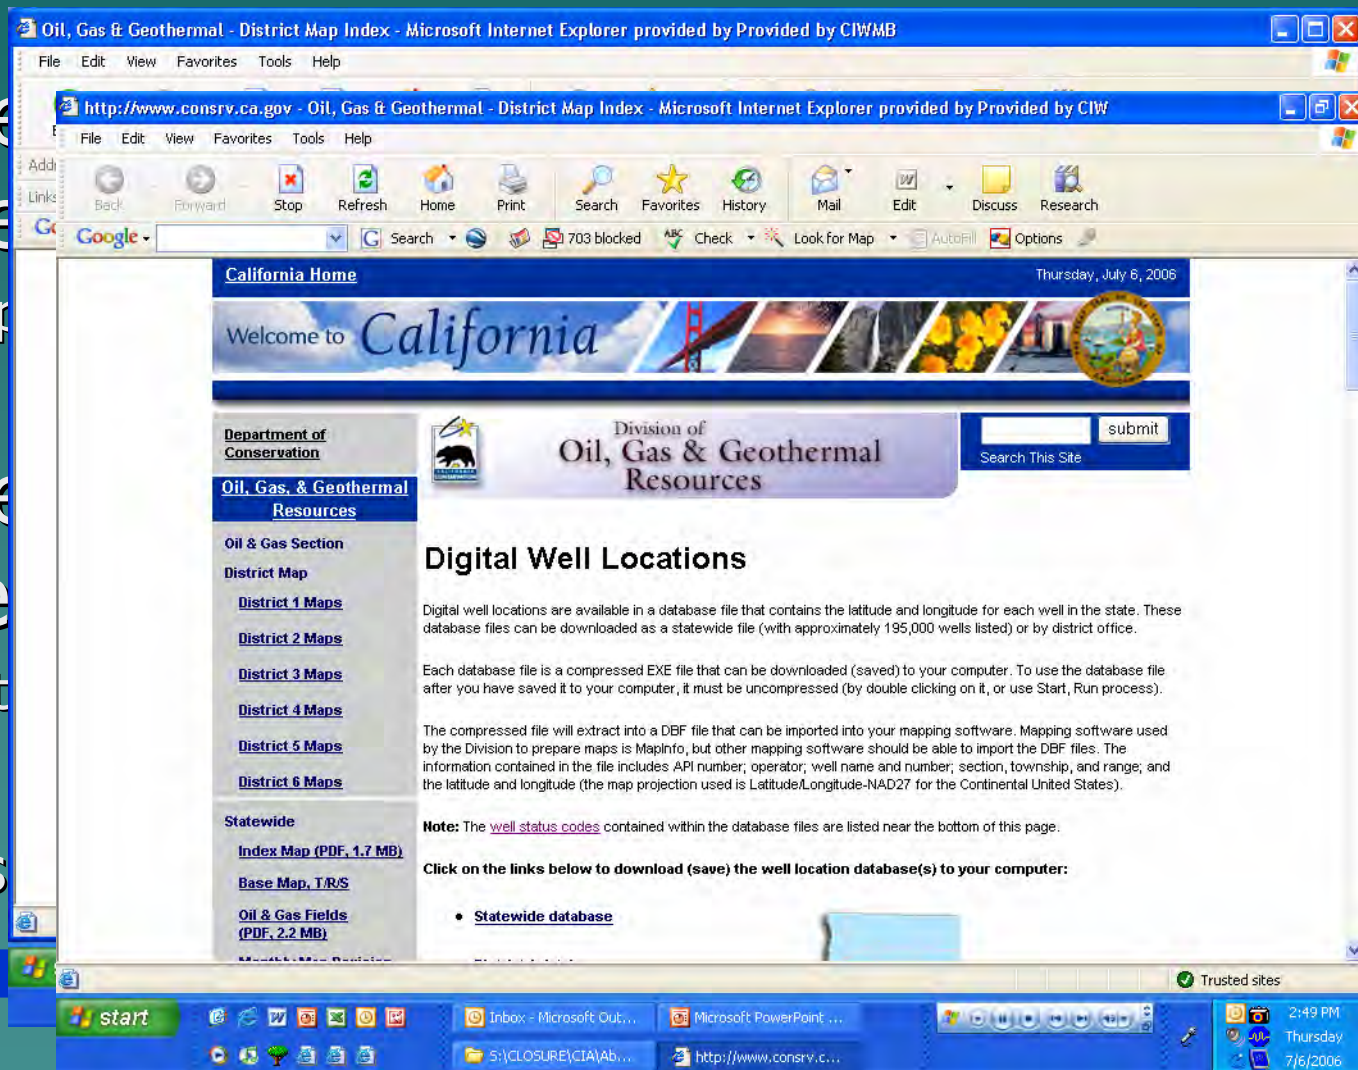 Oil, Gas & Geothermal - District Map Index - Microsoft Internet Explorer provided by Provided by CIWMB
File Edit View Favorites Tools Help
http://www.consrv.ca.gov - Oil, Gas & Geothermal - District Map Index - Microsoft Internet Explorer provided by Provided by CIW
File Edit View Favorites Tools Help
Back Forward Stop Refresh Home Print Search Favorites History Mail Edit Discuss Research
Google Search 703 blocked ABC Check Look for Map AutoFill Options
California Home
Thursday, July 6, 2006
Welcome to California
Department of
Conservation
Division of
Oil, Gas & Geothermal
Resources
submit
Search This Site
Oil, Gas, & Geothermal
Resources
Oil & Gas Section
District Map
District 1 Maps
District 2 Maps
District 3 Maps
District 4 Maps
District 5 Maps
District 6 Maps
Statewide
Index Map (PDF, 1.7 MB)
Base Map, T/R/S
Oil & Gas Fields
(PDF, 2.2 MB)
Digital Well Locations
Digital well locations are available in a database file that contains the latitude and longitude for each well in the state. These
database files can be downloaded as a statewide file (with approximately 195,000 wells listed) or by district office.
Each database file is a compressed EXE file that can be downloaded (saved) to your computer. To use the database file
after you have saved it to your computer, it must be uncompressed (by double clicking on it, or use Start, Run process).
The compressed file will extract into a DBF file that can be imported into your mapping software. Mapping software used
by the Division to prepare maps is MapInfo, but other mapping software should be able to import the DBF files. The
information contained in the file includes API number; operator; well name and number; section, township, and range; and
the latitude and longitude (the map projection used is Latitude/Longitude-NAD27 for the Continental United States).
Note: The well status codes contained within the database files are listed near the bottom of this page.
Click on the links below to download (save) the well location database(s) to your computer:
• Statewide database
Trusted sites
start
Inbox - Microsoft Out...
Microsoft PowerPoint ...
S:\CLOSURE\CIA\Ab...
http://www.consrv.c...
2:49 PM
Thursday
7/6/2006